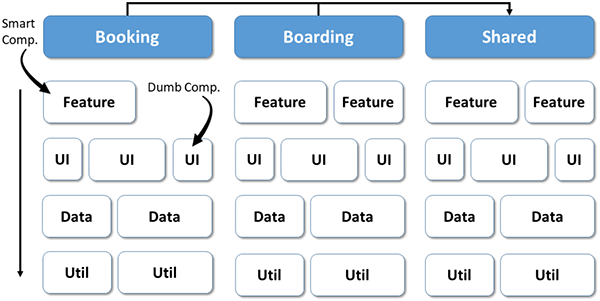 Smart
Comp.
Booking
Boarding
Shared
Feature
Dumb Comp.
Feature
Feature
Feature
Feature
UI
UI
UI
UI
UI
UI
UI
UI
UI
Data
Data
Data
Data
Data
Data
Util
Util
Util
Util
Util
Util